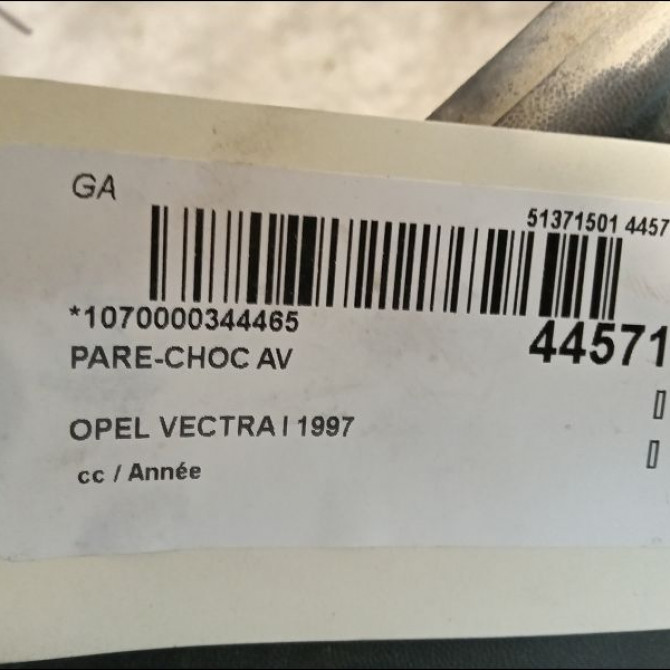 GA
51371501 4457
*1070000344465
44571
PARE-CHOC AV
OPEL VECTRA I 1997
cc / Année